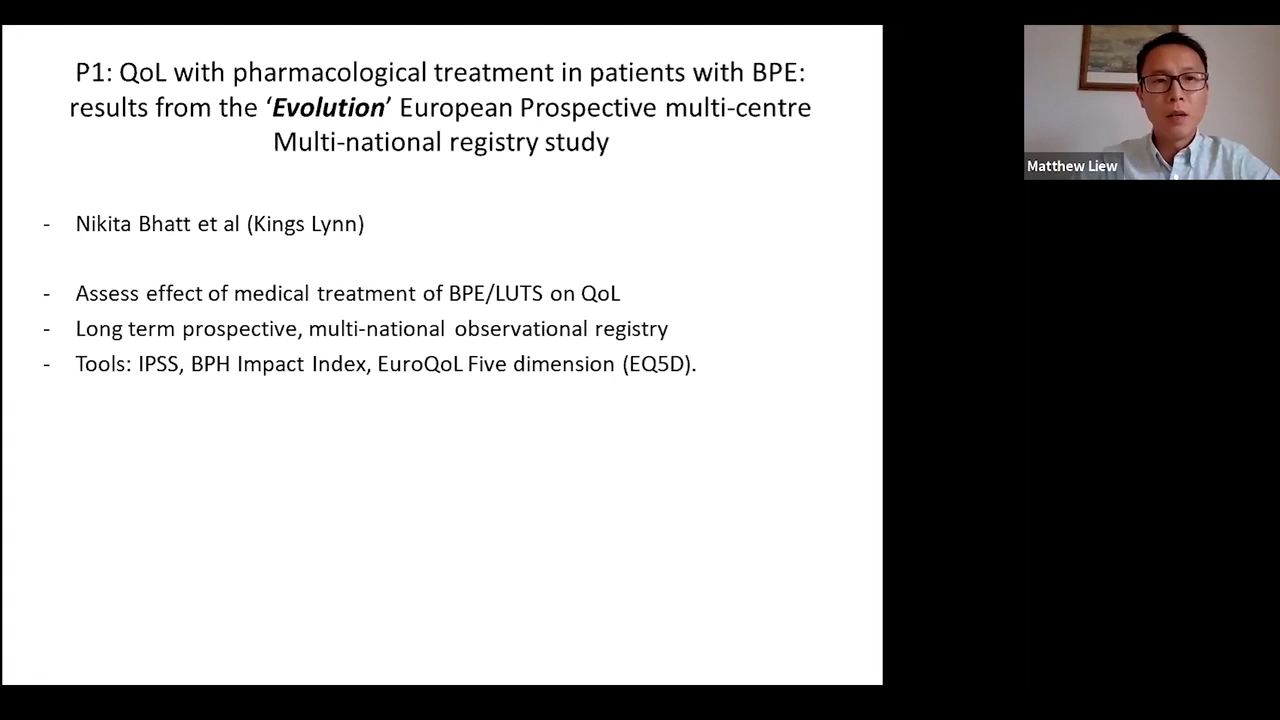 P1: QoL with pharmacological treatment in patients with BPE:
results from the ‘Evolution’ European Prospective multi-centre
Multi-national registry study
- Nikita Bhatt et al (Kings Lynn)
- Assess effect of medical treatment of BPE/LUTS on QoL
- Long term prospective, multi-national observational registry
- Tools: IPSS, BPH Impact Index, EuroQoL Five dimension (EQ5D).
Matthew Liew